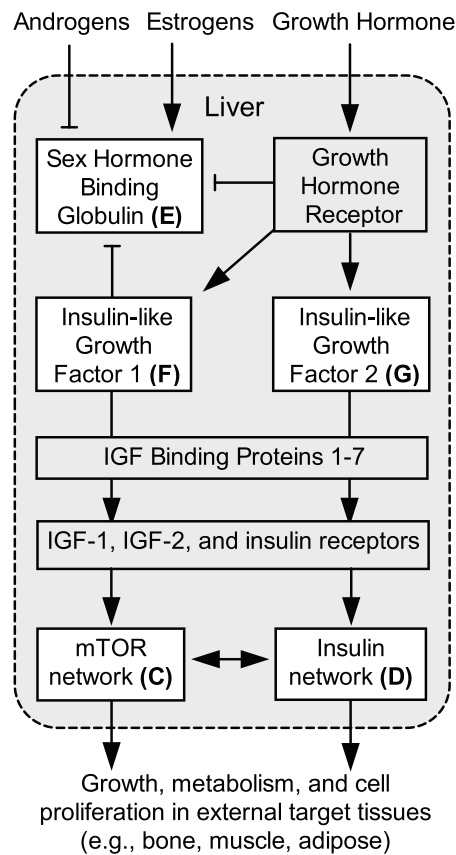 Androgens Estrogens Growth Hormone
Liver
Sex Hormone
Binding
Globulin (E)
Growth
Hormone
Receptor
Insulin-like
Growth
Factor 1 (F)
Insulin-like
Growth
Factor 2 (G)
IGF Binding Proteins 1-7
IGF-1, IGF-2, and insulin receptors
mTOR
network (C)
Insulin
network (D)
Growth, metabolism, and cell
proliferation in external target tissues
(e.g., bone, muscle, adipose)